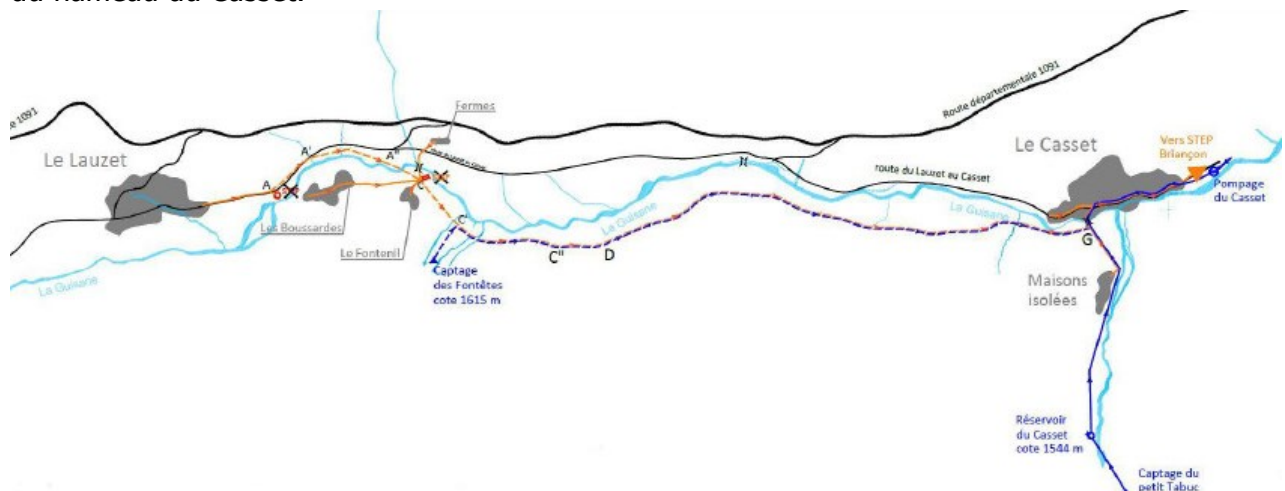 du hameau du Casset.
1091
Route départementale 1091
Fermes
Le Lauzet
A'
A''
A
Les Boussardes
Le Fontenil
C
C'
C''
D
La Guisane
La Guisane
La Guisane
Captage
des Fontêtes
cote 1615 m
route du Lauzet au Casset
Le Casset
Vers STEP
Briançon
Pompage
du Casset
G
Maisons
isolées
Réservoir
du Casset
cote 1544 m
Captage du
petit Tabuc